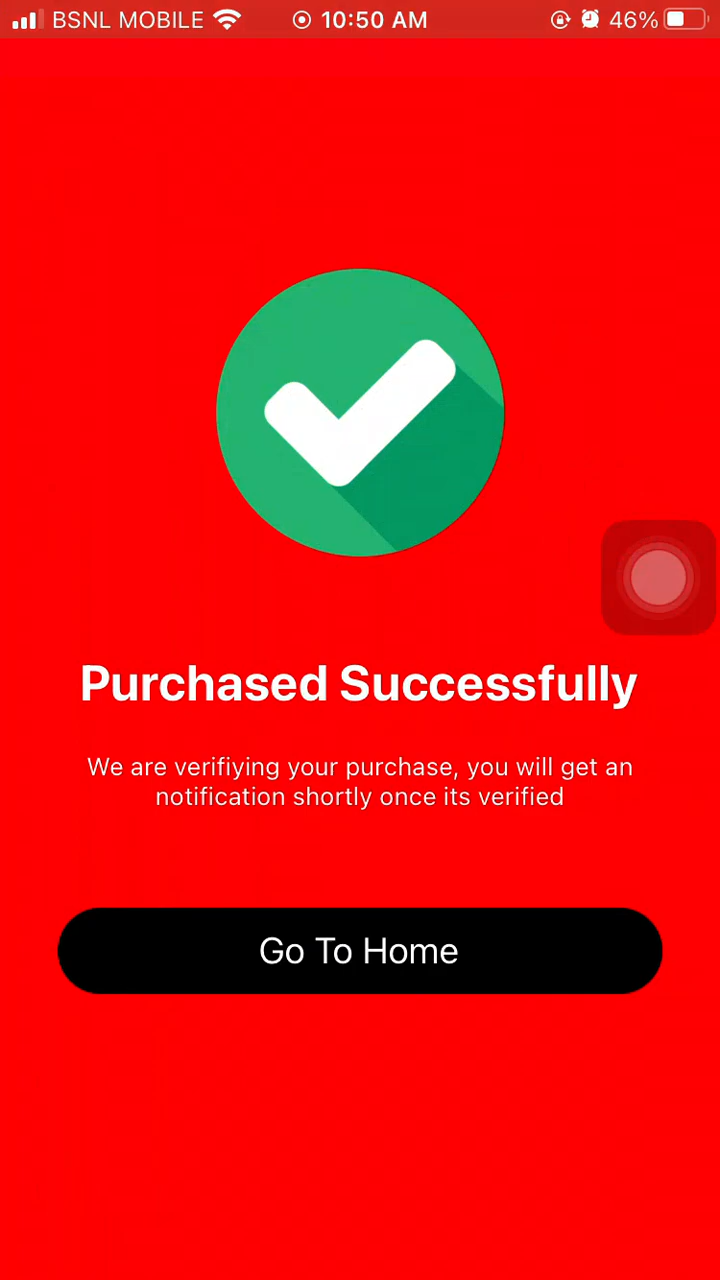 BSNL MOBILE 10:50 AM 46%
Purchased Successfully
We are verifiying your purchase, you will get an
notification shortly once its verified
Go To Home